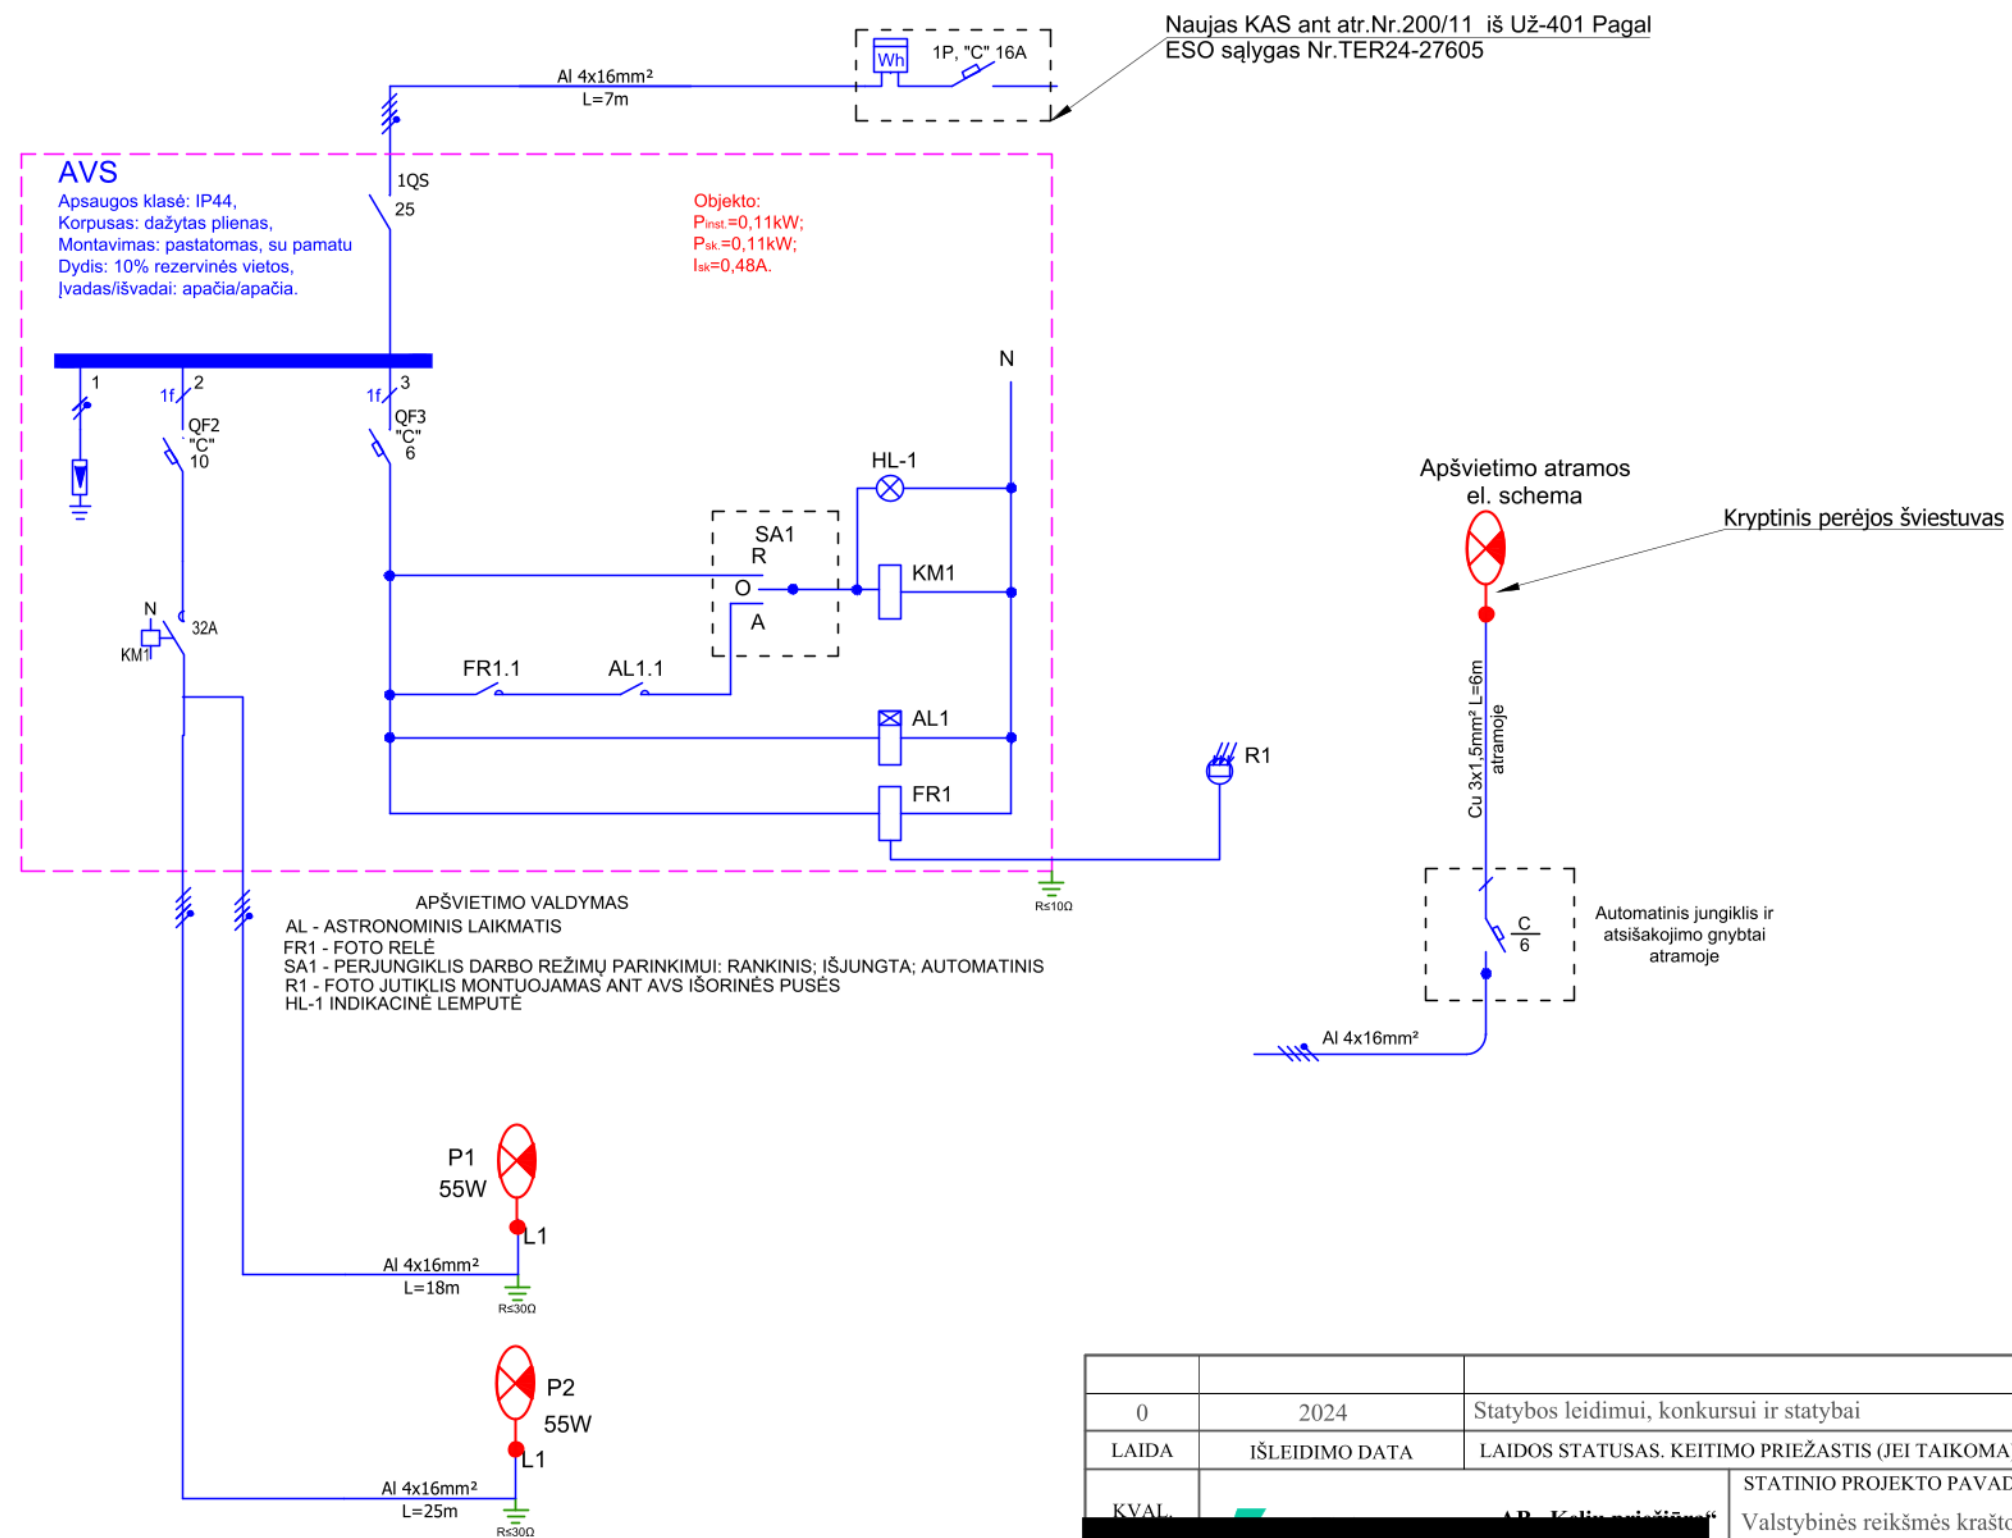 Naujas KAS ant atr.Nr.200/11 iš Už-401 Pagal
ESO sąlygas Nr.TER24-27605
Wh
1P, "C" 16A
Al 4x16mm²
L=7m
AVS
Apsaugos klasė: IP44,
Korpusas: dažytas plienas,
Montavimas: pastatomas, su pamatu
Dydis: 10% rezervinės vietos,
Įvadas/išvadai: apačia/apačia.
1QS
25
Objekto:
Pinst.=0,11kW;
Psk.=0,11kW;
Isk=0,48A.
N
1
1f
2
1f
3
QF2
"C"
10
QF3
"C"
6
HL-1
SA1
R
O
A
KM1
N
32A
KM1
FR1.1
AL1.1
AL1
FR1
R1
R≤10Ω
Apšvietimo atramos
el. schema
Kryptinis perėjos šviestuvas
Cu 3x1,5mm² L=6m
atramoje
C
6
Automatinis jungiklis ir
atsišakojimo gnybtai
atramoje
Al 4x16mm²
APŠVIETIMO VALDYMAS
AL - ASTRONOMINIS LAIKMATIS
FR1 - FOTO RELĖ
SA1 - PERJUNGIKLIS DARBO REŽIMŲ PARINKIMUI: RANKINIS; IŠJUNGTA; AUTOMATINIS
R1 - FOTO JUTIKLIS MONTUOJAMAS ANT AVS IŠORINĖS PUSĖS
HL-1 INDIKACINĖ LEMPUTĖ
P1
55W
L1
Al 4x16mm²
L=18m
R≤30Ω
P2
55W
L1
Al 4x16mm²
L=25m
R≤30Ω
0 2024 Statybos leidimui, konkursui ir statybai
LAIDA IŠLEIDIMO DATA LAIDOS STATUSAS. KEITIMO PRIEŽASTIS (JEI TAIKOMA)
KVAL.
AB „Kelių priežiūra“
STATINIO PROJEKTO PAVAD
Valstybinės reikšmės krašto